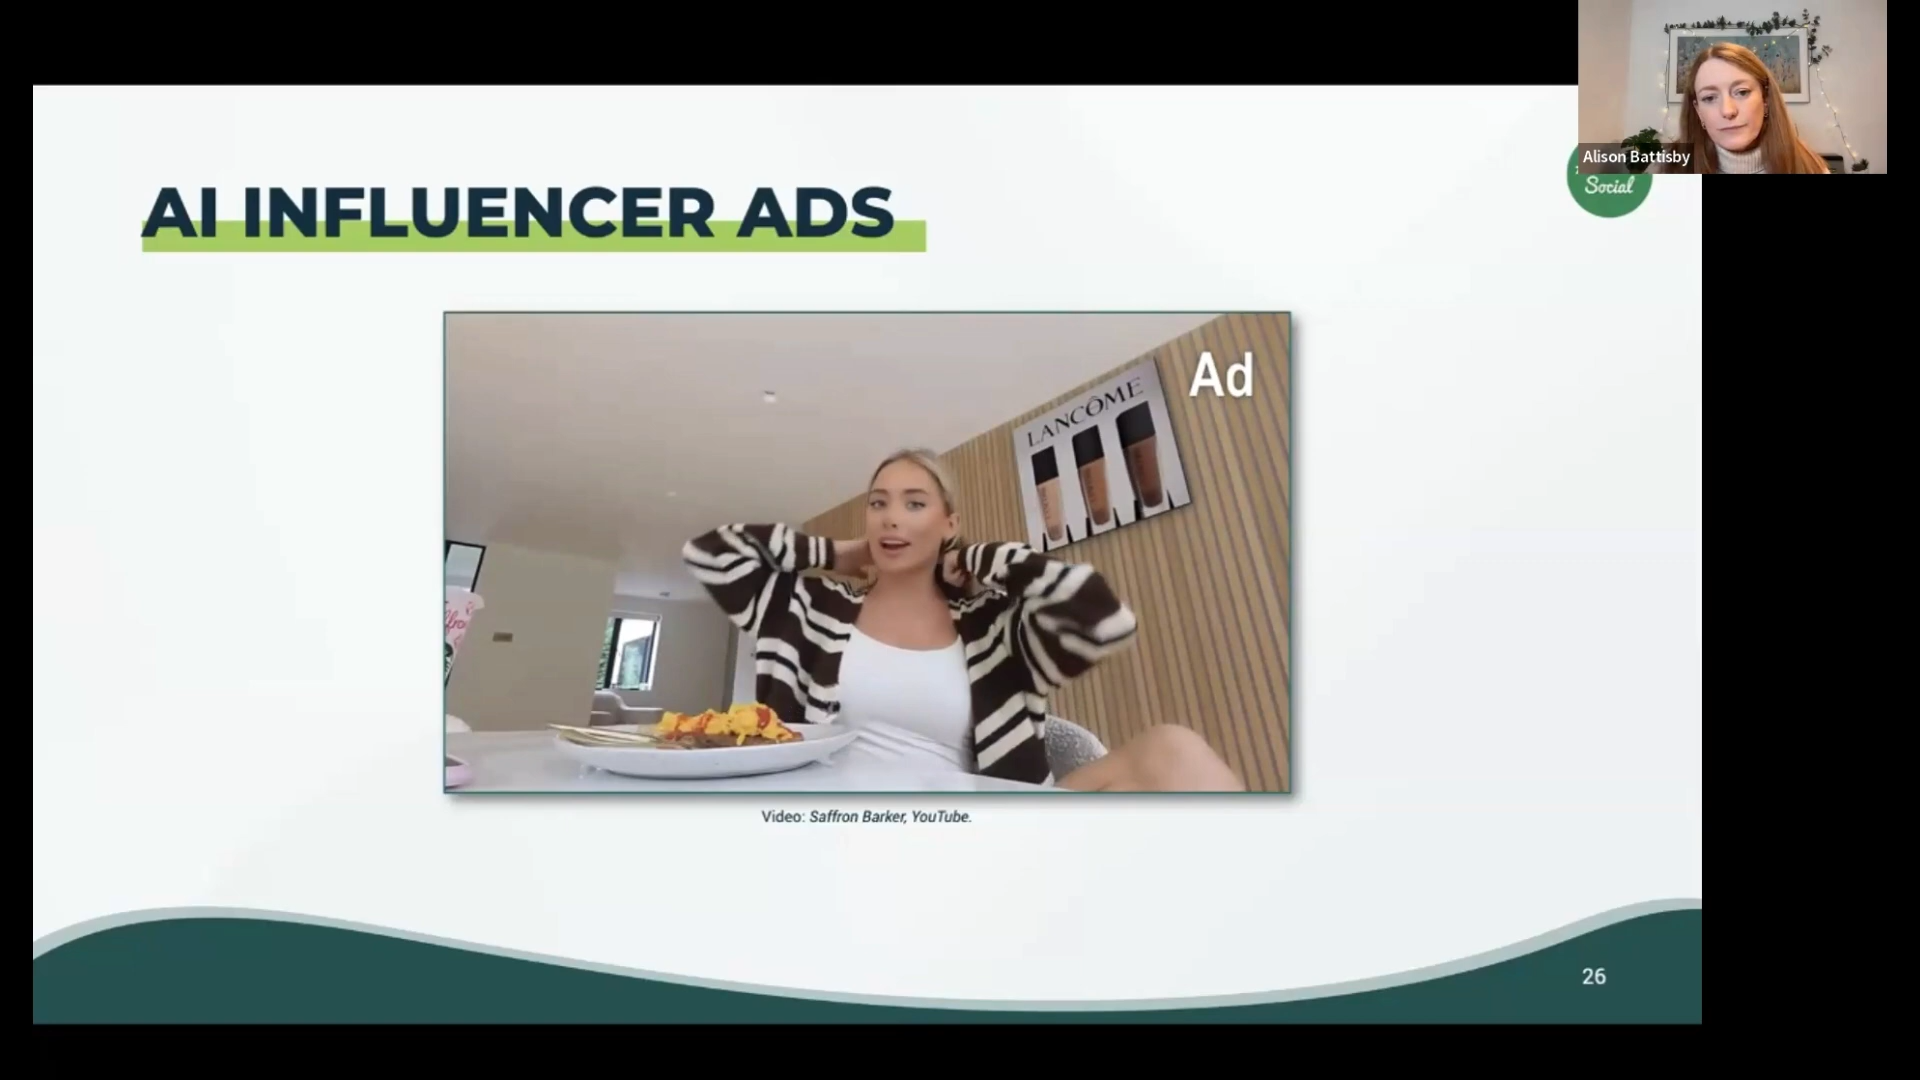 Alison Battisby
Social
AI INFLUENCER ADS
Ad
LANCÔME
Video: Saffron Barker, YouTube.
26